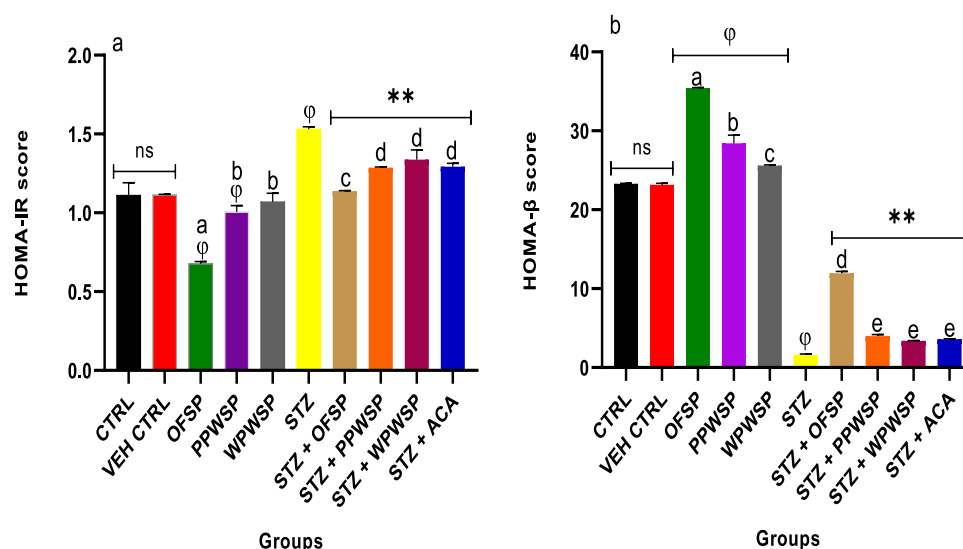 a
HOMA-IR score
2.0
1.5
1.0
0.5
0.0
ns
a
φ
b
φ
b
φ
**
c
d
d
d
CTRL
VEH CTRL
OFSP
PPWSP
WPWSP
STZ
STZ + OFSP
STZ + PPWSP
STZ + WPWSP
STZ + ACA
Groups
b
HOMA-β score
40
30
20
10
0
ns
φ
a
b
c
φ
**
d
e
e
e
CTRL
VEH CTRL
OFSP
PPWSP
WPWSP
STZ
STZ + OFSP
STZ + PPWSP
STZ + WPWSP
STZ + ACA
Groups